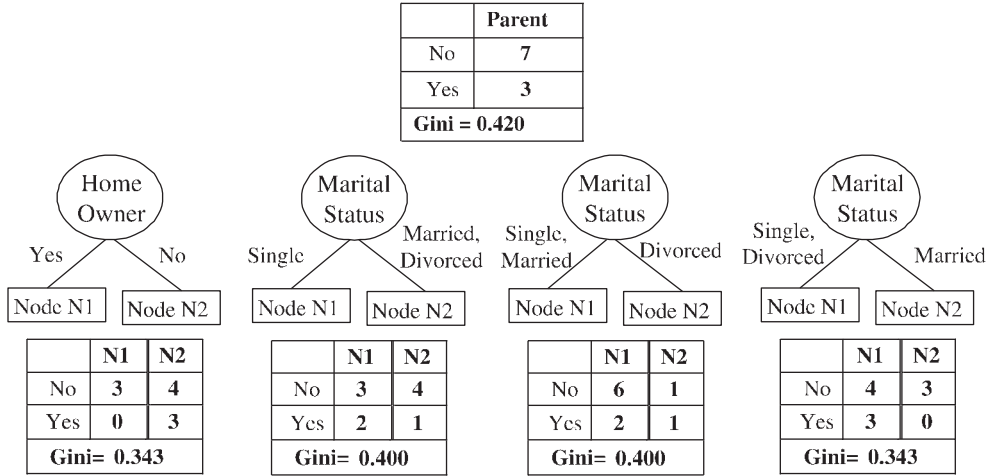 Parent
No 7
Yes 3
Gini = 0.420
Home
Owner
Yes No
Node N1 Node N2
N1 N2
No 3 4
Yes 0 3
Gini= 0.343
Marital
Status
Single Married,
Divorced
Node N1 Node N2
N1 N2
No 3 4
Yes 2 1
Gini= 0.400
Marital
Status
Single,
Married Divorced
Node N1 Node N2
N1 N2
No 6 1
Yes 2 1
Gini= 0.400
Marital
Status
Single,
Divorced Married
Node N1 Node N2
N1 N2
No 4 3
Yes 3 0
Gini= 0.343